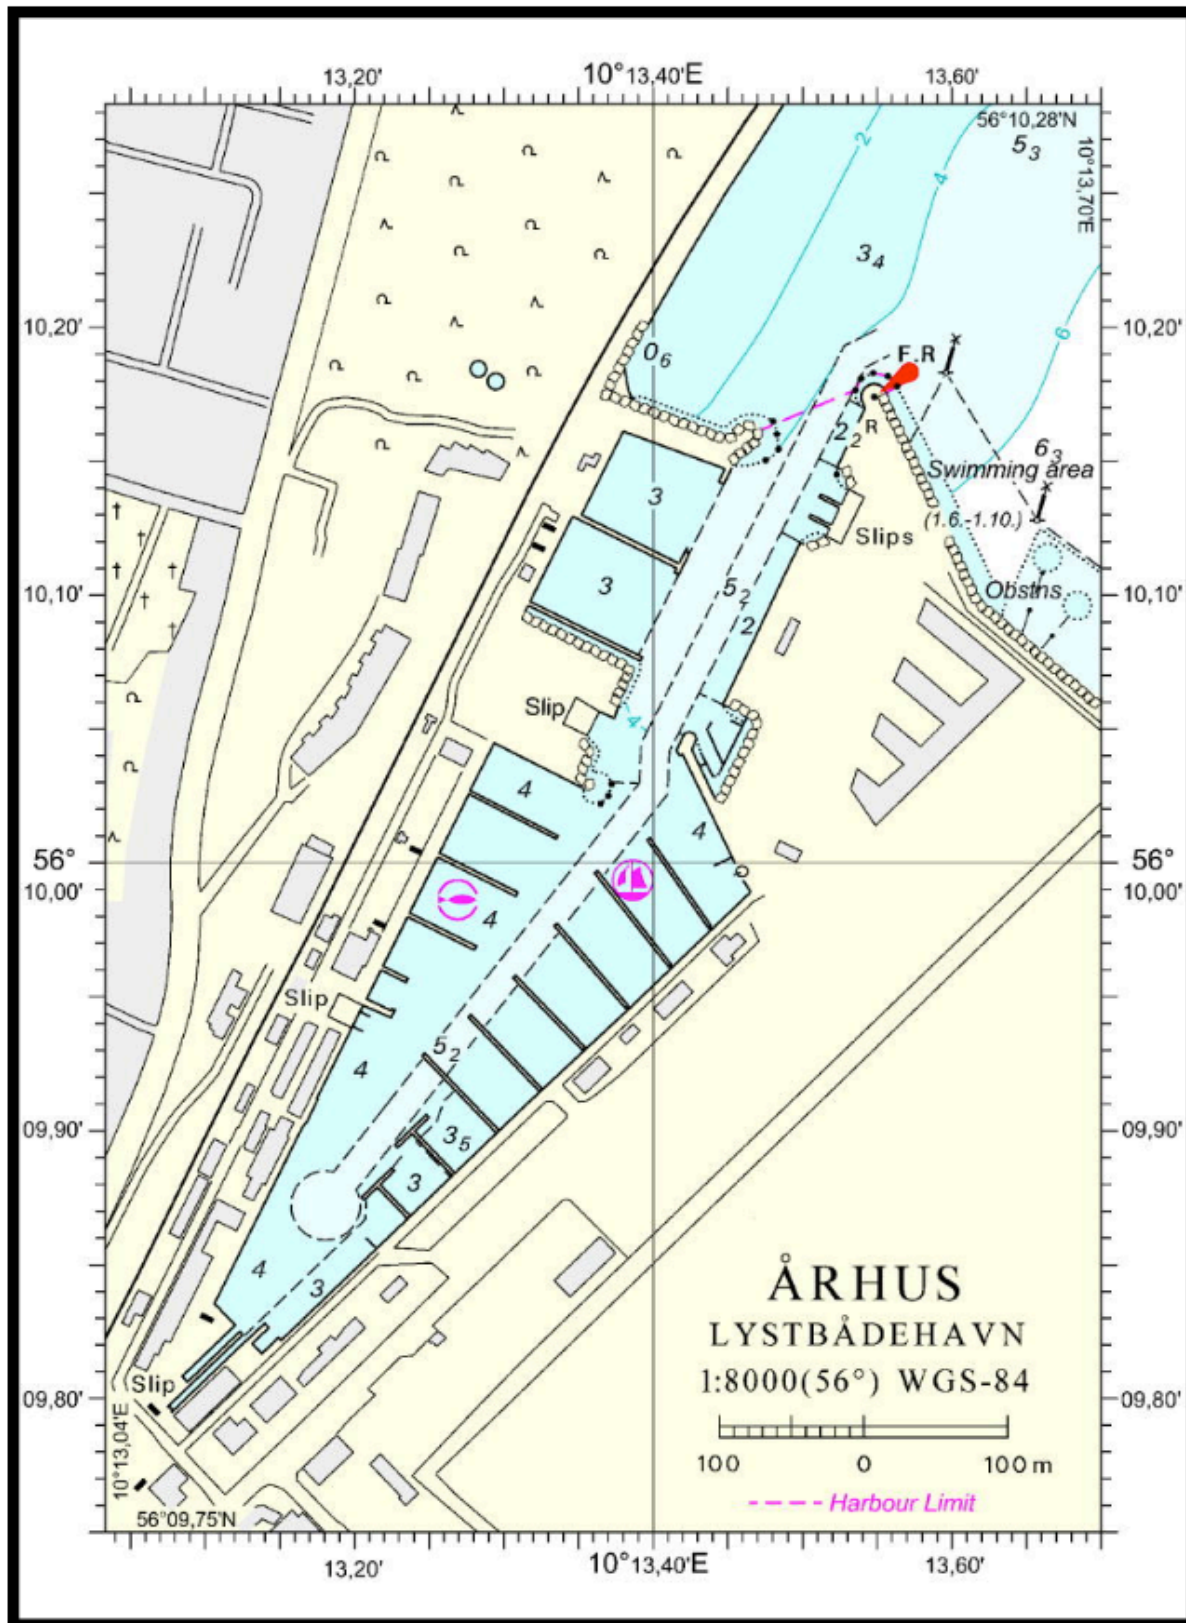 13,20'
10°13,40'E
13,60'
56°10,28'N
5₃
10°13,70'E
2
4
3₄
10,20'
10,20'
6
0₆
F.R
R
2₂
6₃
Swimming area
3
(1.6.-1.10.)
Slips
10,10'
3
5₂
Obstns
10,10'
2
Slip
4
4
4
56°
10,00'
56°
10,00'
4
Slip
5₂
4
09,90'
3₅
09,90'
3
4
3
ÅRHUS
LYSTBÅDEHAVN
1:8000(56°) WGS-84
Slip
09,80'
09,80'
10°13,04'E
100 0 100 m
Harbour Limit
56°09,75'N
13,20'
10°13,40'E
13,60'